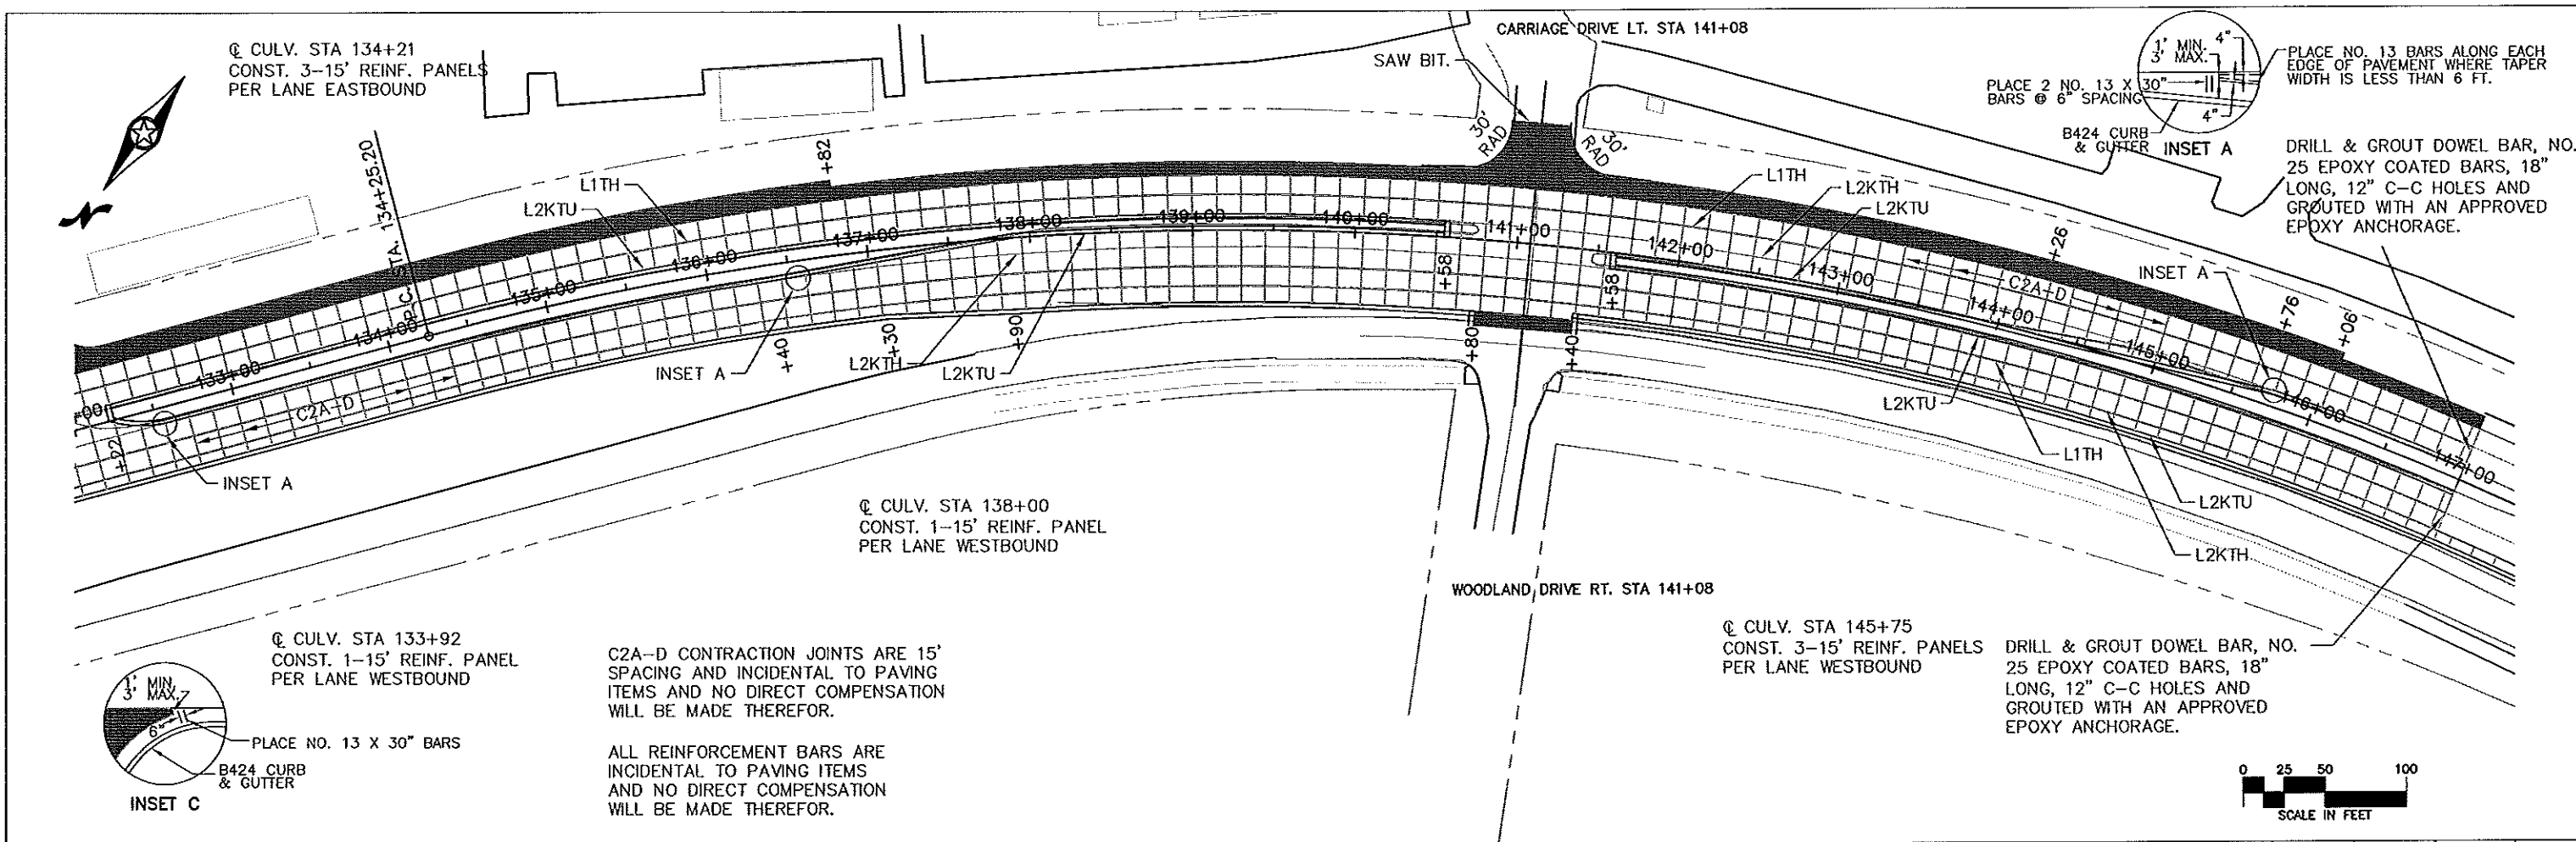 ℄ CULV. STA 134+21
CONST. 3-15' REINF. PANELS
PER LANE EASTBOUND
CARRIAGE DRIVE LT. STA 141+08
SAW BIT.
30' RAD
30' RAD
1' MIN.
3' MAX.
4"
4"
PLACE NO. 13 BARS ALONG EACH
EDGE OF PAVEMENT WHERE TAPER
WIDTH IS LESS THAN 6 FT.
PLACE 2 NO. 13 X 30"
BARS @ 6" SPACING
B424 CURB
& GUTTER
INSET A
DRILL & GROUT DOWEL BAR, NO.
25 EPOXY COATED BARS, 18"
LONG, 12" C-C HOLES AND
GROUTED WITH AN APPROVED
EPOXY ANCHORAGE.
N
P.C. STA. 134+25.20
+82
L1TH
L2KTU
L1TH
L2KTH
L2KTU
+26
INSET A
+76
+06
C2A-D
+00
133+00
134+00
135+00
136+00
137+00
138+00
139+00
140+00
141+00
142+00
143+00
144+00
145+00
146+00
147+00
+58
+58
+22
C2A-D
INSET A
INSET A
+40
+30
+90
L2KTH
L2KTU
+80
+40
L2KTU
L1TH
L2KTU
L2KTH
℄ CULV. STA 138+00
CONST. 1-15' REINF. PANEL
PER LANE WESTBOUND
WOODLAND DRIVE RT. STA 141+08
℄ CULV. STA 133+92
CONST. 1-15' REINF. PANEL
PER LANE WESTBOUND
C2A-D CONTRACTION JOINTS ARE 15'
SPACING AND INCIDENTAL TO PAVING
ITEMS AND NO DIRECT COMPENSATION
WILL BE MADE THEREFOR.
ALL REINFORCEMENT BARS ARE
INCIDENTAL TO PAVING ITEMS
AND NO DIRECT COMPENSATION
WILL BE MADE THEREFOR.
℄ CULV. STA 145+75
CONST. 3-15' REINF. PANELS
PER LANE WESTBOUND
DRILL & GROUT DOWEL BAR, NO.
25 EPOXY COATED BARS, 18"
LONG, 12" C-C HOLES AND
GROUTED WITH AN APPROVED
EPOXY ANCHORAGE.
1' MIN.
3' MAX.
6"
PLACE NO. 13 X 30" BARS
B424 CURB
& GUTTER
INSET C
0 25 50 100
SCALE IN FEET